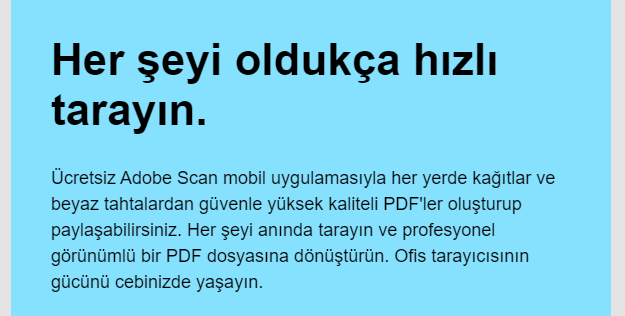 Her şeyi oldukça hızlı
tarayın.
Ücretsiz Adobe Scan mobil uygulamasıyla her yerde kağıtlar ve
beyaz tahtalardan güvenle yüksek kaliteli PDF'ler oluşturup
paylaşabilirsiniz. Her şeyi anında tarayın ve profesyonel
görünümlü bir PDF dosyasına dönüştürün. Ofis tarayıcısının
gücünü cebinizde yaşayın.